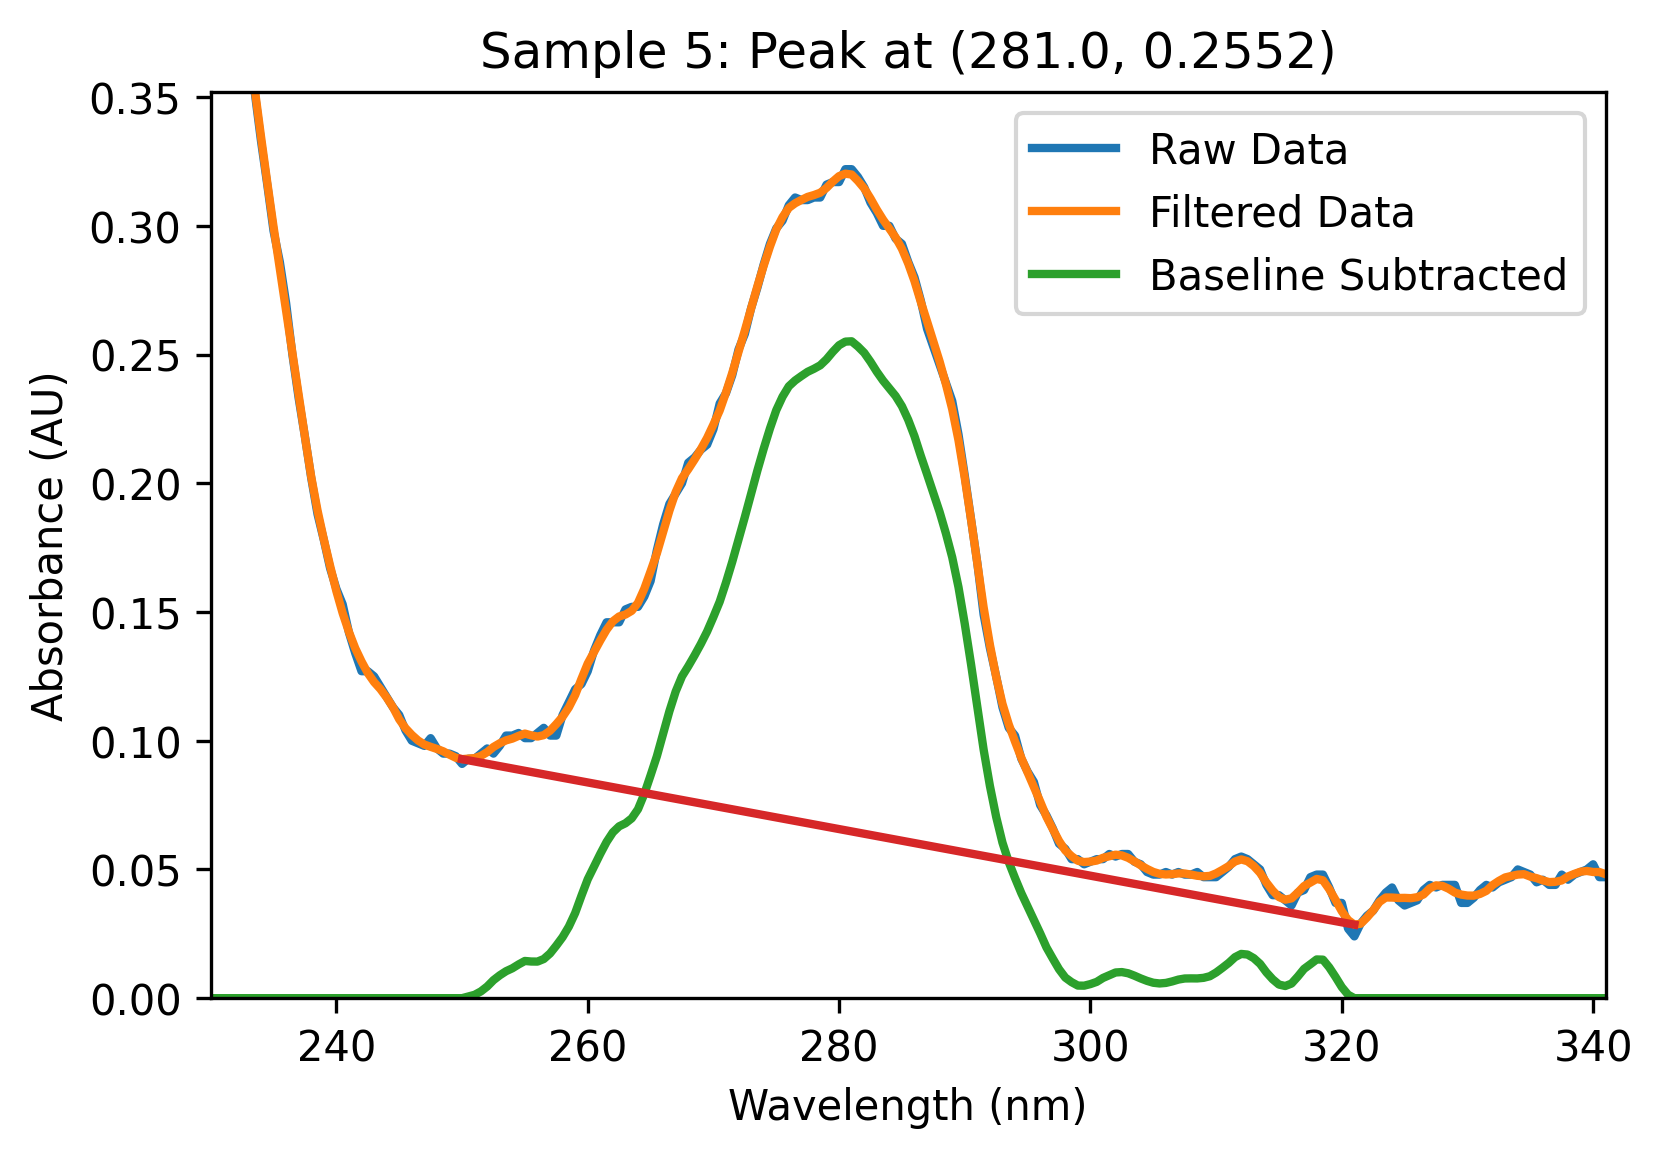 Sample 5: Peak at (281.0, 0.2552)
0.35
0.30
0.25
0.20
0.15
0.10
0.05
0.00
Absorbance (AU)
Raw Data
Filtered Data
Baseline Subtracted
240 260 280 300 320 340
Wavelength (nm)